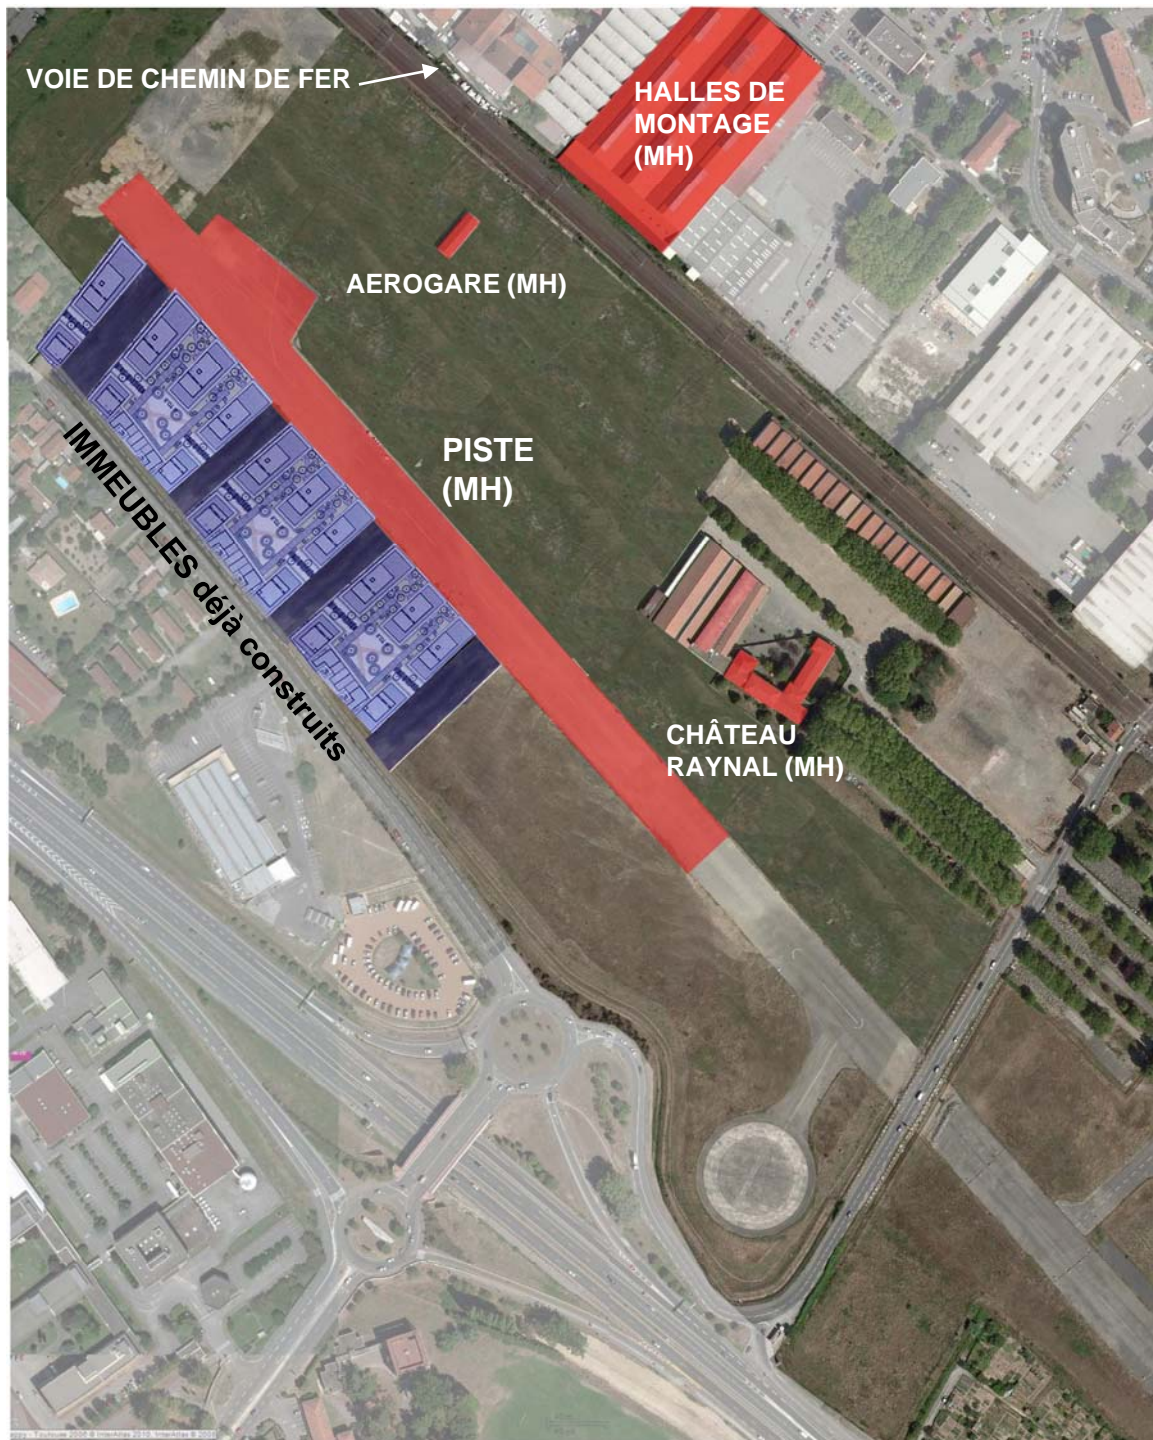 VOIE DE CHEMIN DE FER
HALLES DE
MONTAGE
(MH)
AEROGARE (MH)
PISTE
(MH)
IMMEUBLES déjà construits
CHÂTEAU
RAYNAL (MH)